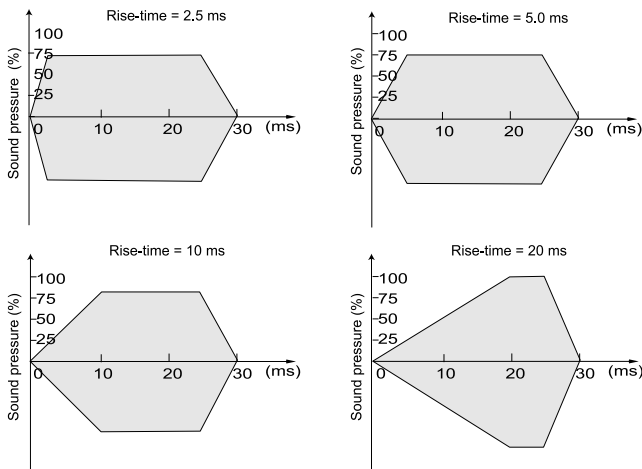 Rise-time = 2.5 ms
Sound pressure (%)
100
75
50
25
0 10 20 30 (ms)
Rise-time = 5.0 ms
Sound pressure (%)
100
75
50
25
0 10 20 30 (ms)
Rise-time = 10 ms
Sound pressure (%)
100
75
50
25
0 10 20 30 (ms)
Rise-time = 20 ms
Sound pressure (%)
100
75
50
25
0 10 20 30 (ms)